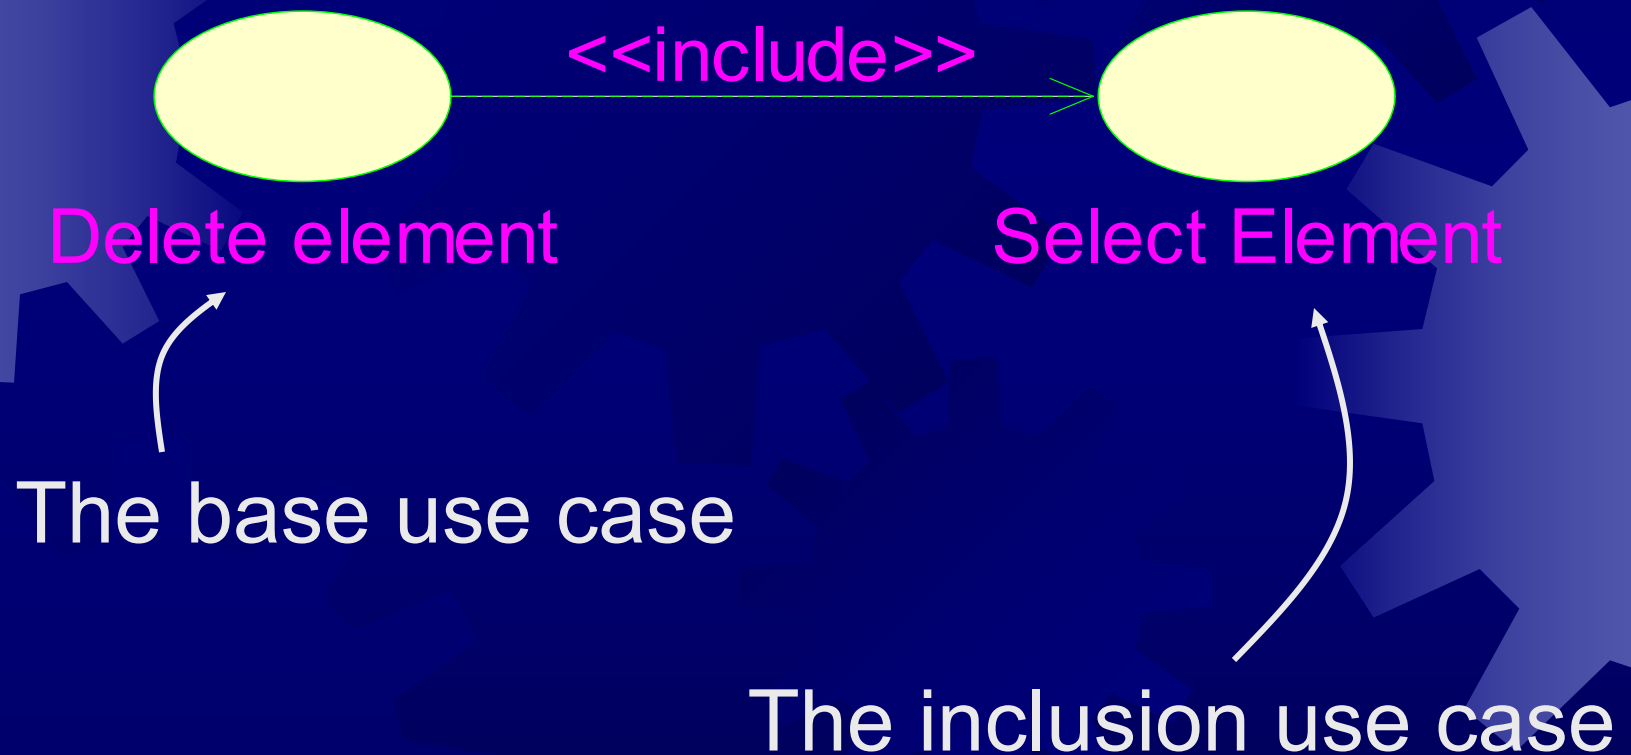 <<include>>
Delete element
Select Element
The base use case
The inclusion use case